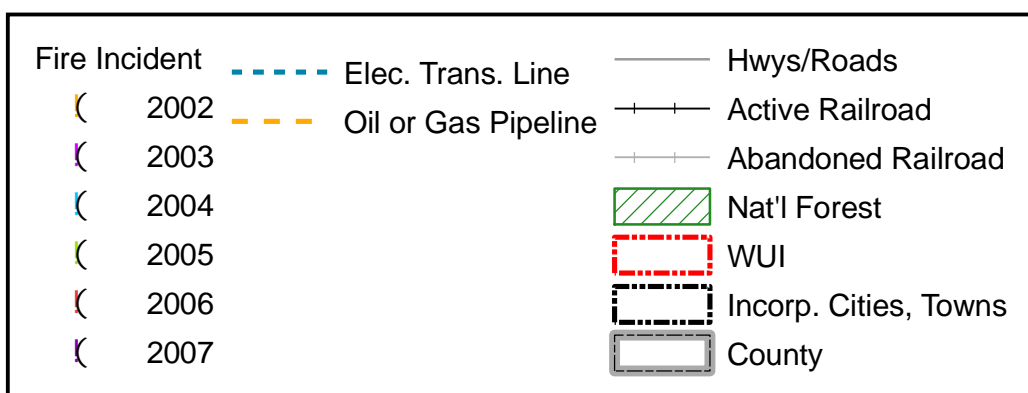 Fire Incident
2002
2003
2004
2005
2006
2007
Elec. Trans. Line
Oil or Gas Pipeline
Hwys/Roads
Active Railroad
Abandoned Railroad
Nat'l Forest
WUI
Incorp. Cities, Towns
County